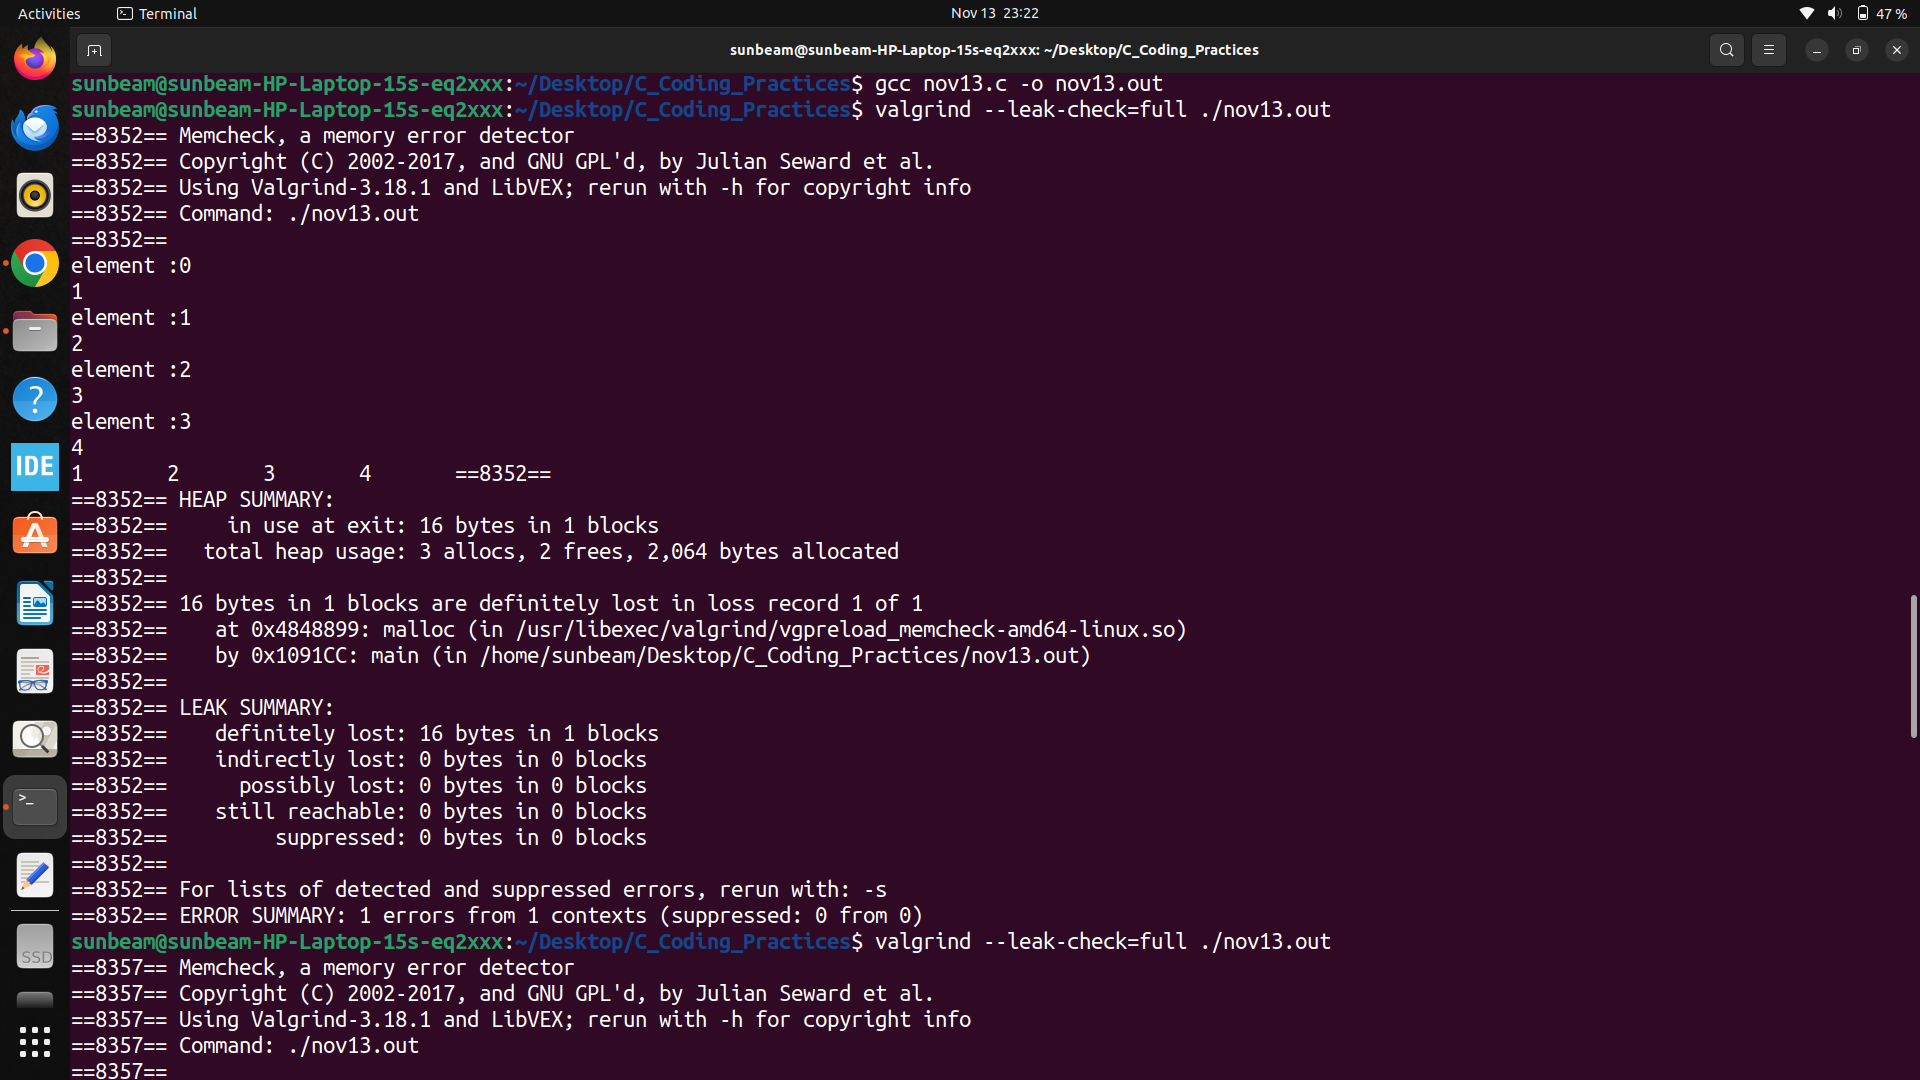 Activities
Terminal
Nov 13 23:22
47 %
sunbeam@sunbeam-HP-Laptop-15s-eq2xxx: ~/Desktop/C_Coding_Practices
sunbeam@sunbeam-HP-Laptop-15s-eq2xxx:~/Desktop/C_Coding_Practices$ gcc nov13.c -o nov13.out
sunbeam@sunbeam-HP-Laptop-15s-eq2xxx:~/Desktop/C_Coding_Practices$ valgrind --leak-check=full ./nov13.out
==8352== Memcheck, a memory error detector
==8352== Copyright (C) 2002-2017, and GNU GPL'd, by Julian Seward et al.
==8352== Using Valgrind-3.18.1 and LibVEX; rerun with -h for copyright info
==8352== Command: ./nov13.out
==8352==
element :0
1
element :1
2
element :2
3
element :3
4
1       2       3       4       ==8352==
==8352== HEAP SUMMARY:
==8352==     in use at exit: 16 bytes in 1 blocks
==8352==   total heap usage: 3 allocs, 2 frees, 2,064 bytes allocated
==8352==
==8352== 16 bytes in 1 blocks are definitely lost in loss record 1 of 1
==8352==    at 0x4848899: malloc (in /usr/libexec/valgrind/vgpreload_memcheck-amd64-linux.so)
==8352==    by 0x1091CC: main (in /home/sunbeam/Desktop/C_Coding_Practices/nov13.out)
==8352==
==8352== LEAK SUMMARY:
==8352==    definitely lost: 16 bytes in 1 blocks
==8352==    indirectly lost: 0 bytes in 0 blocks
==8352==      possibly lost: 0 bytes in 0 blocks
==8352==    still reachable: 0 bytes in 0 blocks
==8352==         suppressed: 0 bytes in 0 blocks
==8352==
==8352== For lists of detected and suppressed errors, rerun with: -s
==8352== ERROR SUMMARY: 1 errors from 1 contexts (suppressed: 0 from 0)
sunbeam@sunbeam-HP-Laptop-15s-eq2xxx:~/Desktop/C_Coding_Practices$ valgrind --leak-check=full ./nov13.out
==8357== Memcheck, a memory error detector
==8357== Copyright (C) 2002-2017, and GNU GPL'd, by Julian Seward et al.
==8357== Using Valgrind-3.18.1 and LibVEX; rerun with -h for copyright info
==8357== Command: ./nov13.out
==8357==
?
IDE
SSD